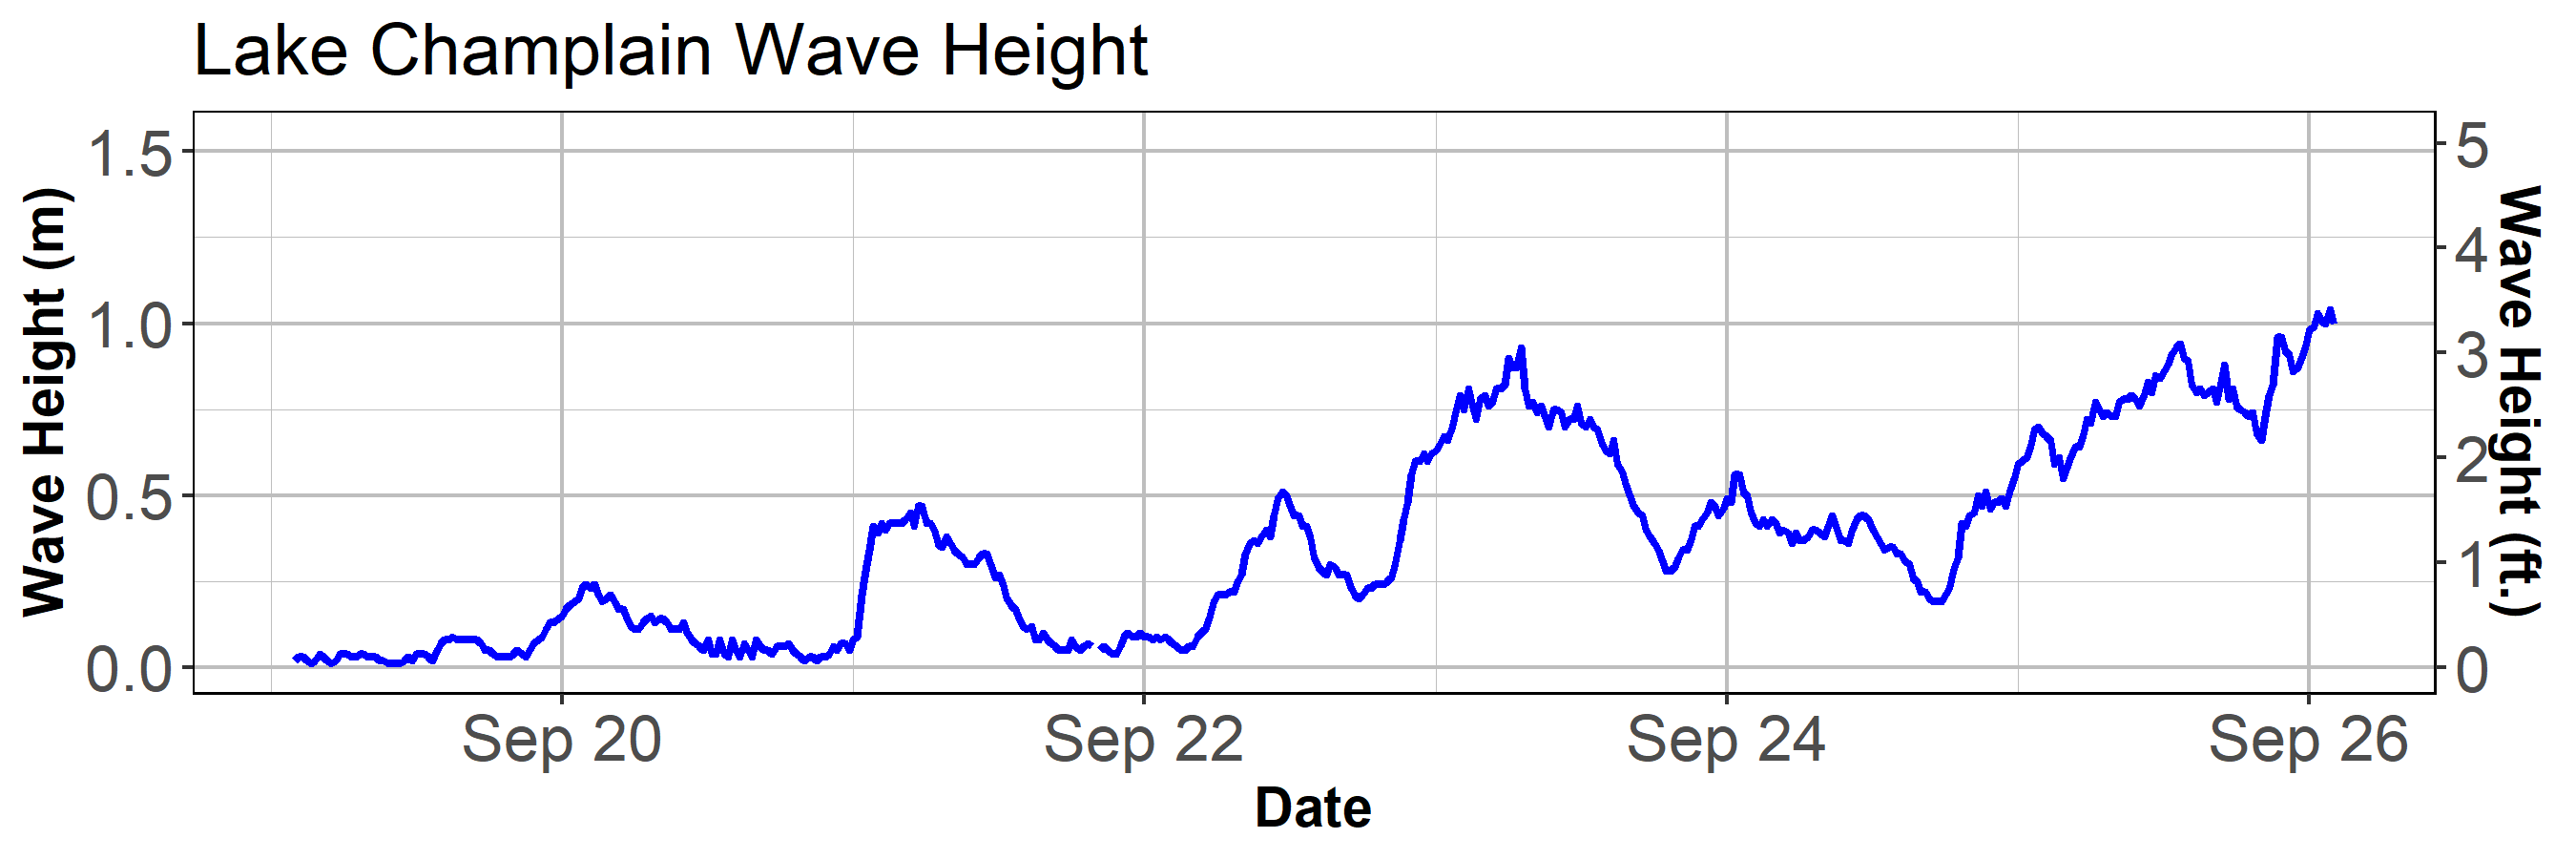 Lake Champlain Wave Height
Wave Height (m)
1.5
1.0
0.5
0.0
5
4
3
2
1
0
Wave Height (ft.)
Sep 20 Sep 22 Sep 24 Sep 26
Date